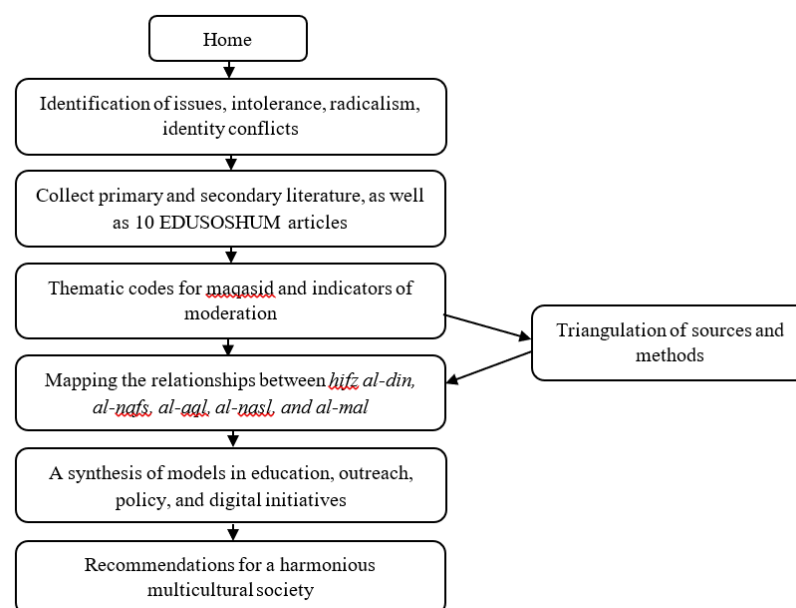 Home
Identification of issues, intolerance, radicalism,
identity conflicts
Collect primary and secondary literature, as well
as 10 EDUSOSHUM articles
Thematic codes for maqasid and indicators of
moderation
Triangulation of sources and
methods
Mapping the relationships between hifz al-din,
al-nafs, al-aql, al-nasl, and al-mal
A synthesis of models in education, outreach,
policy, and digital initiatives
Recommendations for a harmonious
multicultural society